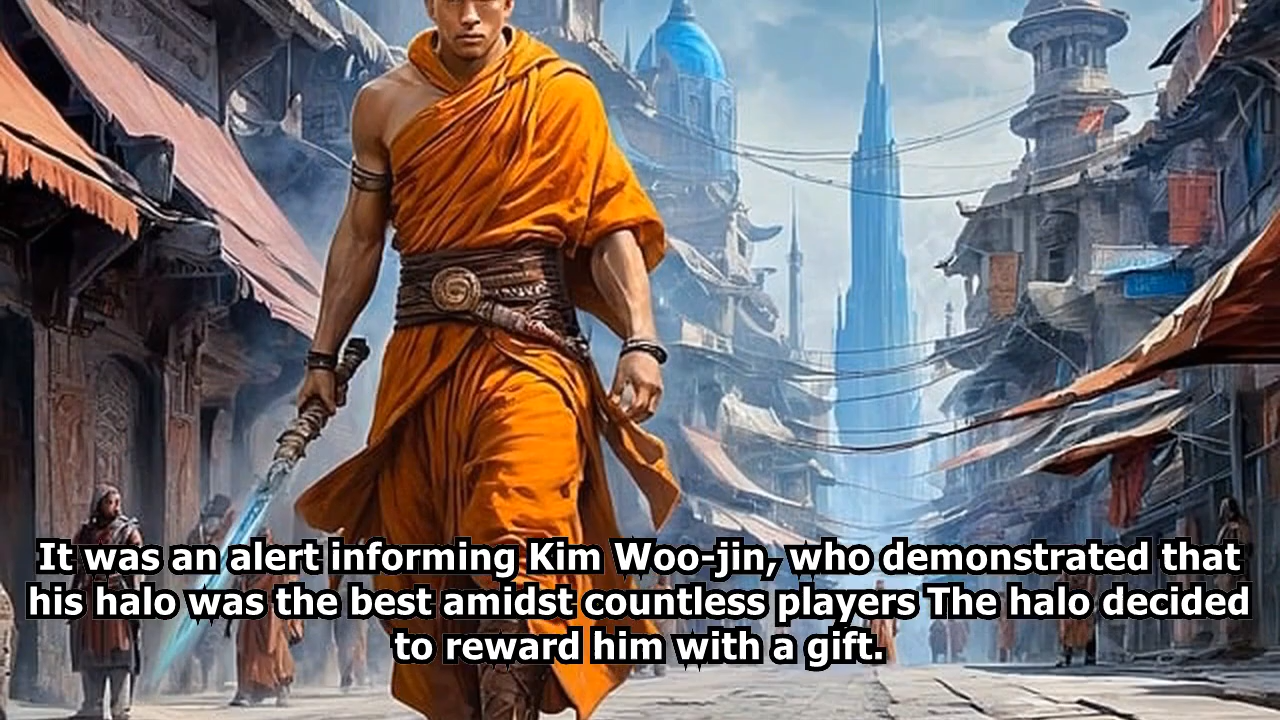 It was an alert informing Kim Woo-jin, who demonstrated that
his halo was the best amidst countless players The halo decided
to reward him with a gift.